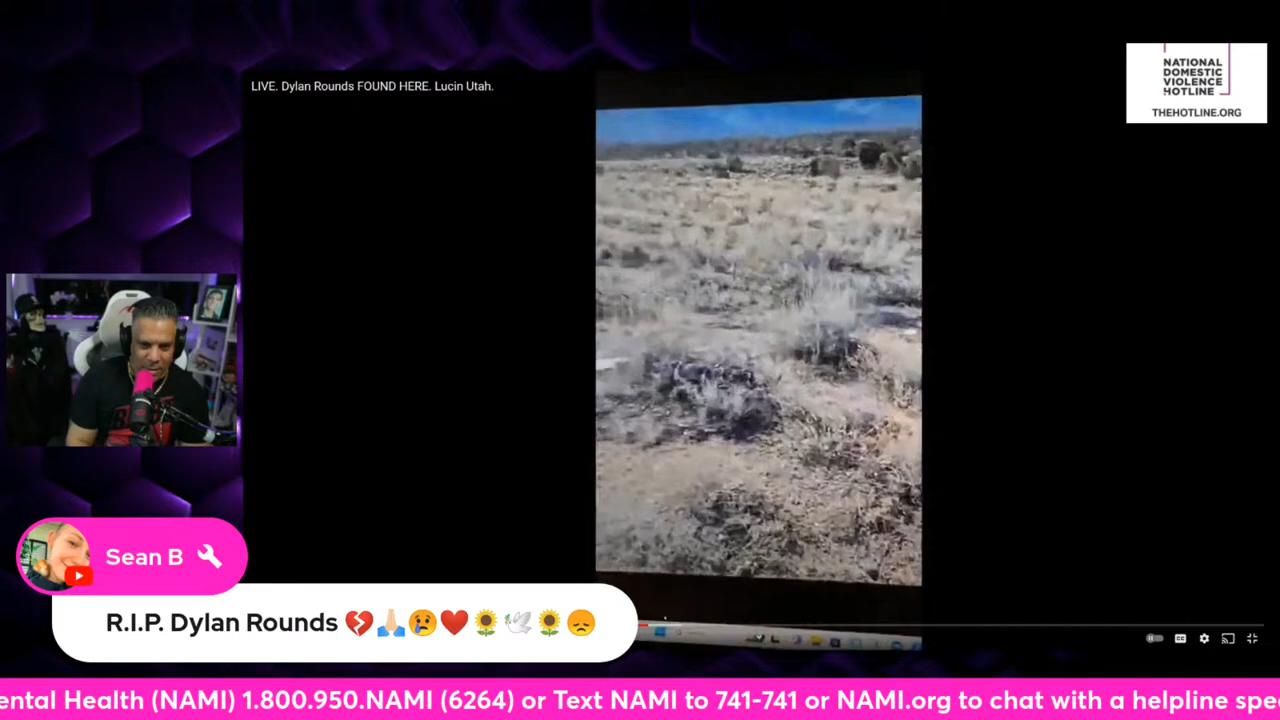 LIVE. Dylan Rounds FOUND HERE. Lucin Utah.
NATIONAL
DOMESTIC
VIOLENCE
HOTLINE
THEHOTLINE.ORG
Sean B
R.I.P. Dylan Rounds 💔🙏🏻😢❤️🌻🕊️🌻😞
ental Health (NAMI) 1.800.950.NAMI (6264) or Text NAMI to 741-741 or NAMI.org to chat with a helpline spe